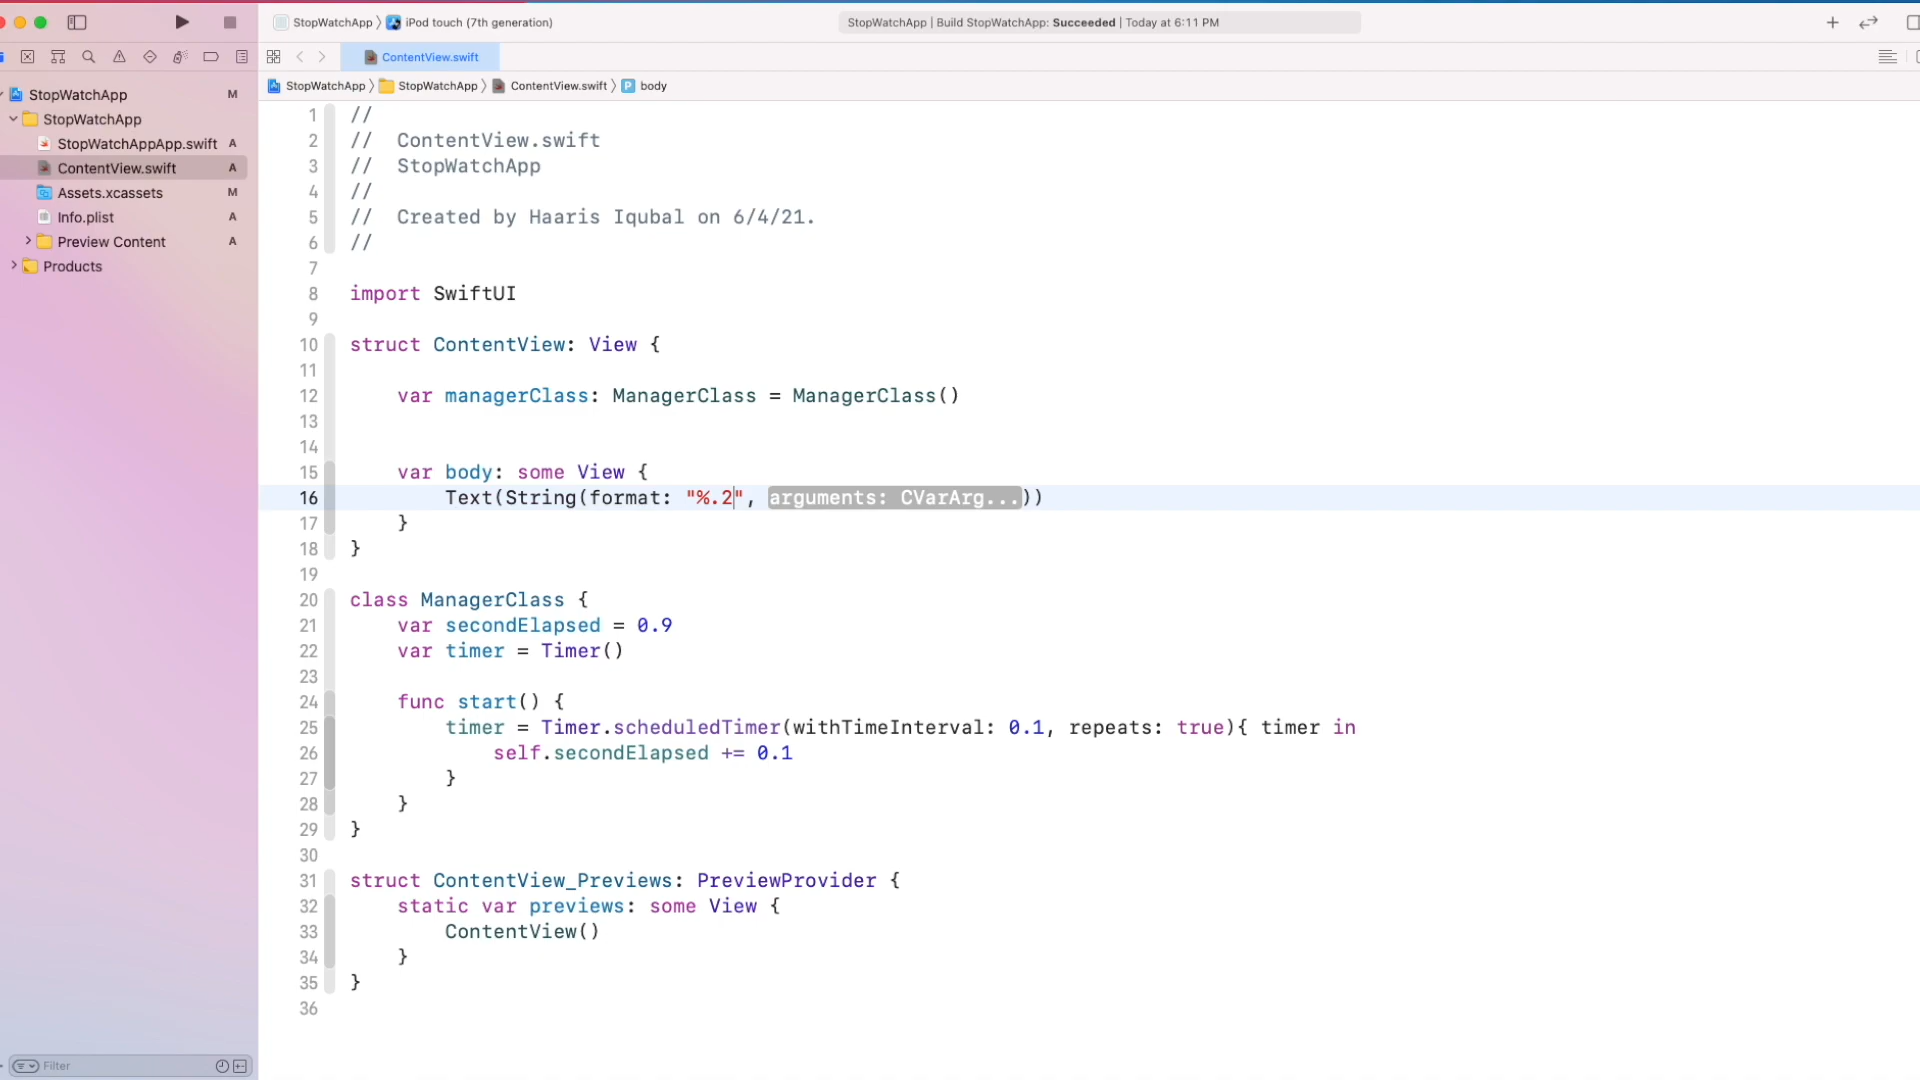 StopWatchApp 〉 iPod touch (7th generation)
StopWatchApp | Build StopWatchApp: Succeeded | Today at 6:11 PM
ContentView.swift
StopWatchApp 〉 StopWatchApp 〉 ContentView.swift 〉 P body
StopWatchApp M
StopWatchApp
StopWatchAppApp.swift A
ContentView.swift A
Assets.xcassets M
Info.plist A
Preview Content A
Products
Filter
1 //
2 //  ContentView.swift
3 //  StopWatchApp
4 //
5 //  Created by Haaris Iqubal on 6/4/21.
6 //
7
8 import SwiftUI
9
10 struct ContentView: View {
11
12     var managerClass: ManagerClass = ManagerClass()
13
14
15     var body: some View {
16         Text(String(format: "%.2", arguments: CVarArg...))
17     }
18 }
19
20 class ManagerClass {
21     var secondElapsed = 0.9
22     var timer = Timer()
23
24     func start() {
25         timer = Timer.scheduledTimer(withTimeInterval: 0.1, repeats: true){ timer in
26             self.secondElapsed += 0.1
27         }
28     }
29 }
30
31 struct ContentView_Previews: PreviewProvider {
32     static var previews: some View {
33         ContentView()
34     }
35 }
36